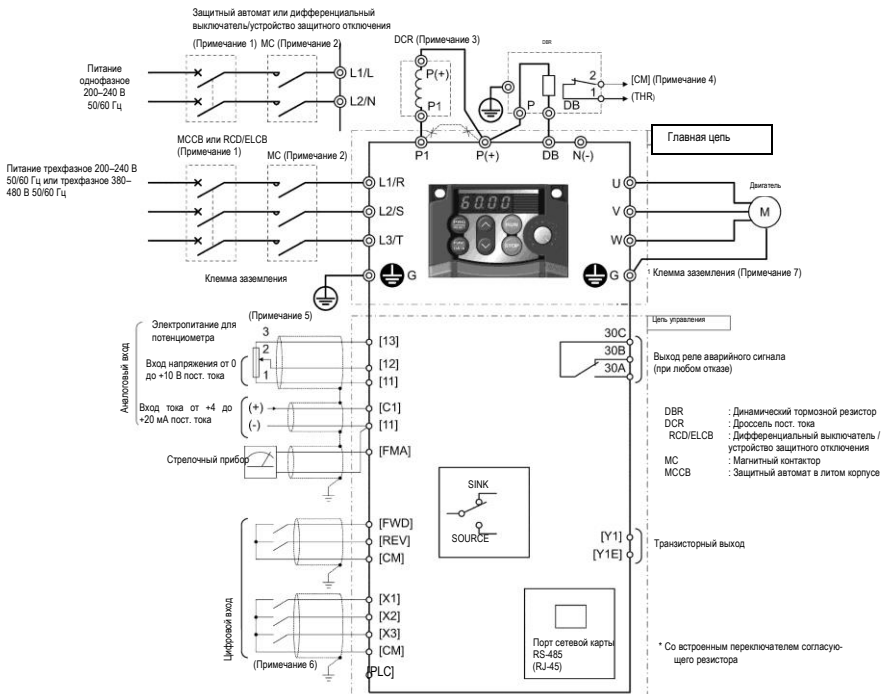 Защитный автомат или дифференциальный
выключатель/устройство защитного отключения
(Примечание 1) MC (Примечание 2)
Питание
однофазное
200–240 В
50/60 Гц
L1/L
L2/N
DCR (Примечание 3)
P(+)
P1
DBR
P
DB
2
1
[CM] (Примечание 4)
(THR)
MCCB или RCD/ELCB
(Примечание 1)
MC (Примечание 2)
P1
P(+)
DB
N(-)
Главная цепь
Питание трехфазное 200–240 В
50/60 Гц или трехфазное 380–
480 В 50/60 Гц
L1/R
L2/S
L3/T
60.00
U
V
W
Двигатель
M
Клемма заземления
G
G
Клемма заземления (Примечание 7)
Цепь управления
(Примечание 5)
Аналоговый вход
Электропитание для
потенциометра
3
2
1
Вход напряжения от 0
до +10 В пост. тока
[13]
[12]
[11]
Вход тока от +4 до
+20 мА пост. тока
(+)
(-)
[C1]
[11]
Стрелочный прибор
[FMA]
30C
30B
30A
Выход реле аварийного сигнала
(при любом отказе)
DBR : Динамический тормозной резистор
DCR : Дроссель пост. тока
RCD/ELCB : Дифференциальный выключатель /
устройство защитного отключения
MC : Магнитный контактор
MCCB : Защитный автомат в литом корпусе
SINK
SOURCE
Цифровой вход
[FWD]
[REV]
[CM]
[Y1]
[Y1E]
Транзисторный выход
[X1]
[X2]
[X3]
[CM]
(Примечание 6)
[PLC]
Порт сетевой карты
RS-485
(RJ-45)
* Со встроенным переключателем согласую-
щего резистора